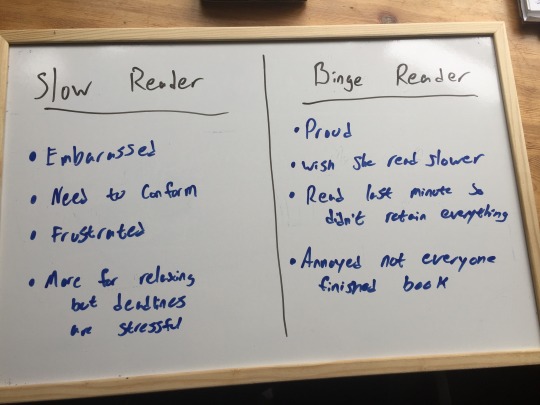 Slow Reader
• Embarassed
• Need to Conform
• Frustrated
• More for relaxing
but deadlines
are stressful
Binge Reader
• Proud
• wish she read slower
• Read last minute so
didn't retain everything
• Annoyed not everyone
finished book